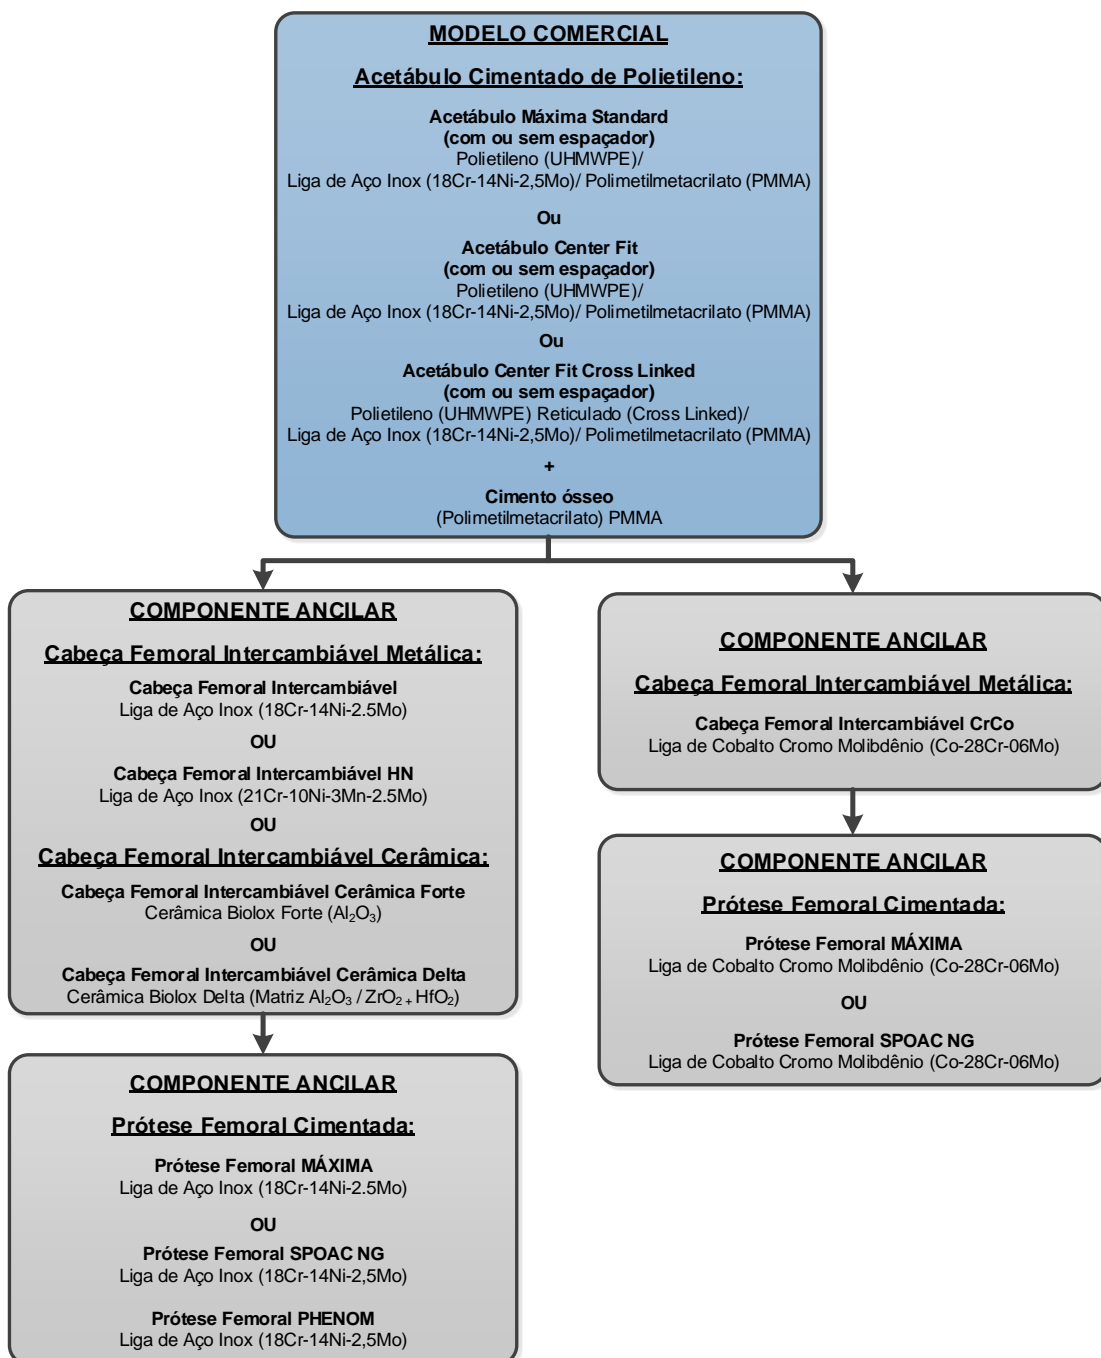 MODELO COMERCIAL
Acetábulo Cimentado de Polietileno:
Acetábulo Máxima Standard
(com ou sem espaçador)
Polietileno (UHMWPE)/
Liga de Aço Inox (18Cr-14Ni-2,5Mo)/ Polimetilmetacrilato (PMMA)
Ou
Acetábulo Center Fit
(com ou sem espaçador)
Polietileno (UHMWPE)/
Liga de Aço Inox (18Cr-14Ni-2,5Mo)/ Polimetilmetacrilato (PMMA)
Ou
Acetábulo Center Fit Cross Linked
(com ou sem espaçador)
Polietileno (UHMWPE) Reticulado (Cross Linked)/
Liga de Aço Inox (18Cr-14Ni-2,5Mo)/ Polimetilmetacrilato (PMMA)
+
Cimento ósseo
(Polimetilmetacrilato) PMMA
COMPONENTE ANCILAR
Cabeça Femoral Intercambiável Metálica:
Cabeça Femoral Intercambiável
Liga de Aço Inox (18Cr-14Ni-2.5Mo)
OU
Cabeça Femoral Intercambiável HN
Liga de Aço Inox (21Cr-10Ni-3Mn-2.5Mo)
OU
Cabeça Femoral Intercambiável Cerâmica:
Cabeça Femoral Intercambiável Cerâmica Forte
Cerâmica Biolox Forte (Al₂O₃)
OU
Cabeça Femoral Intercambiável Cerâmica Delta
Cerâmica Biolox Delta (Matriz Al₂O₃ / ZrO₂ + HfO₂)
COMPONENTE ANCILAR
Prótese Femoral Cimentada:
Prótese Femoral MÁXIMA
Liga de Aço Inox (18Cr-14Ni-2.5Mo)
OU
Prótese Femoral SPOAC NG
Liga de Aço Inox (18Cr-14Ni-2,5Mo)
Prótese Femoral PHENOM
Liga de Aço Inox (18Cr-14Ni-2,5Mo)
COMPONENTE ANCILAR
Cabeça Femoral Intercambiável Metálica:
Cabeça Femoral Intercambiável CrCo
Liga de Cobalto Cromo Molibdênio (Co-28Cr-06Mo)
COMPONENTE ANCILAR
Prótese Femoral Cimentada:
Prótese Femoral MÁXIMA
Liga de Cobalto Cromo Molibdênio (Co-28Cr-06Mo)
OU
Prótese Femoral SPOAC NG
Liga de Cobalto Cromo Molibdênio (Co-28Cr-06Mo)